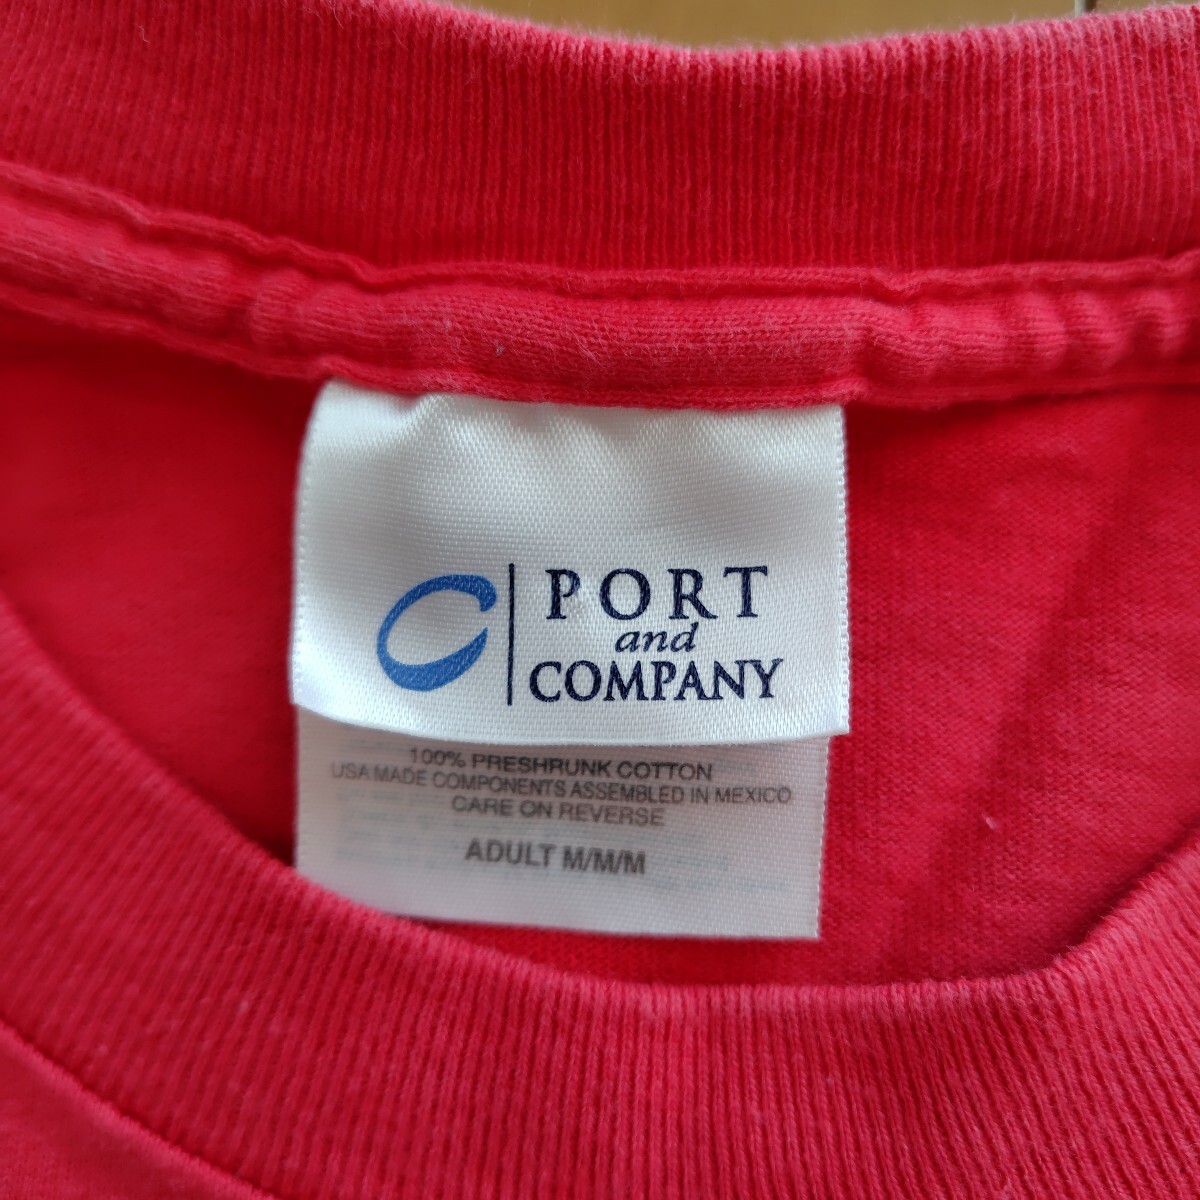 PORT
and
COMPANY
100% PRESHRUNK COTTON
USA MADE COMPONENTS ASSEMBLED IN MEXICO
CARE ON REVERSE
ADULT M/M/M